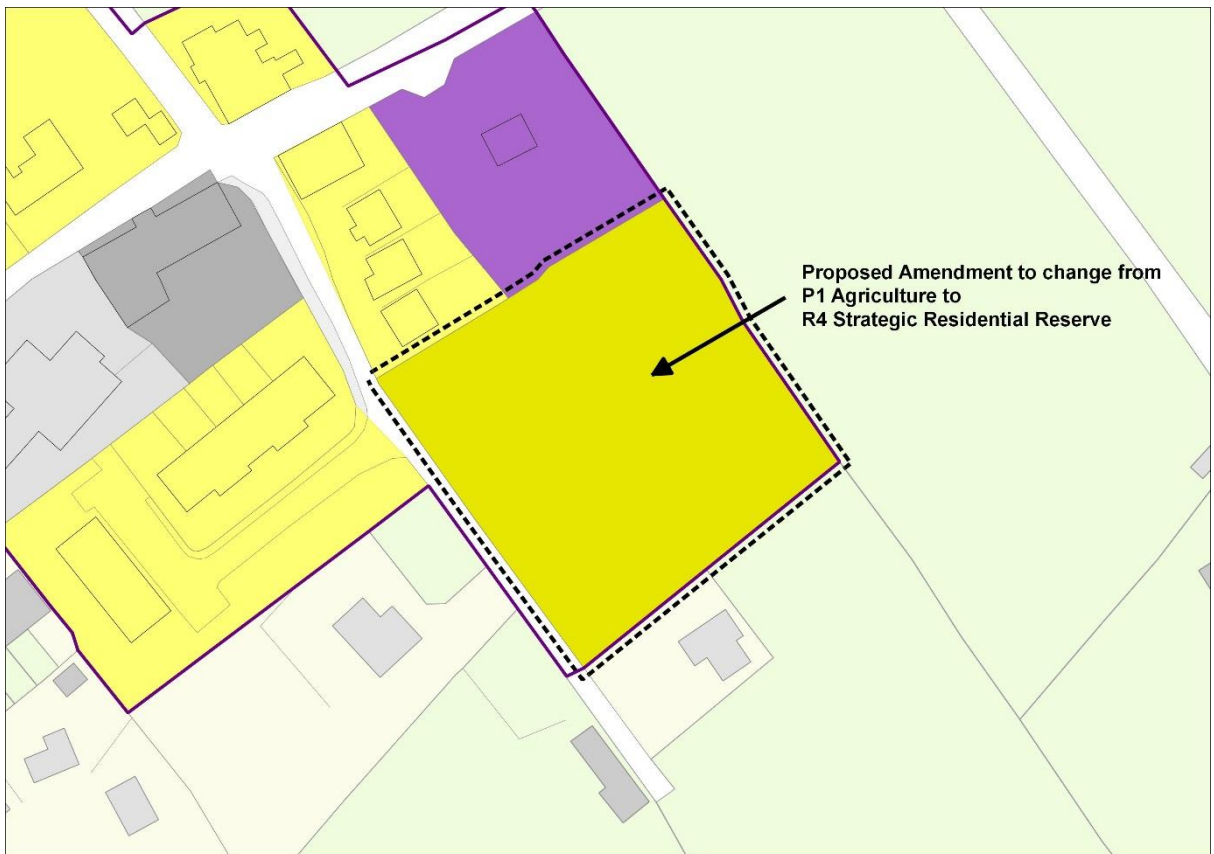 Proposed Amendment to change from
P1 Agriculture to
R4 Strategic Residential Reserve